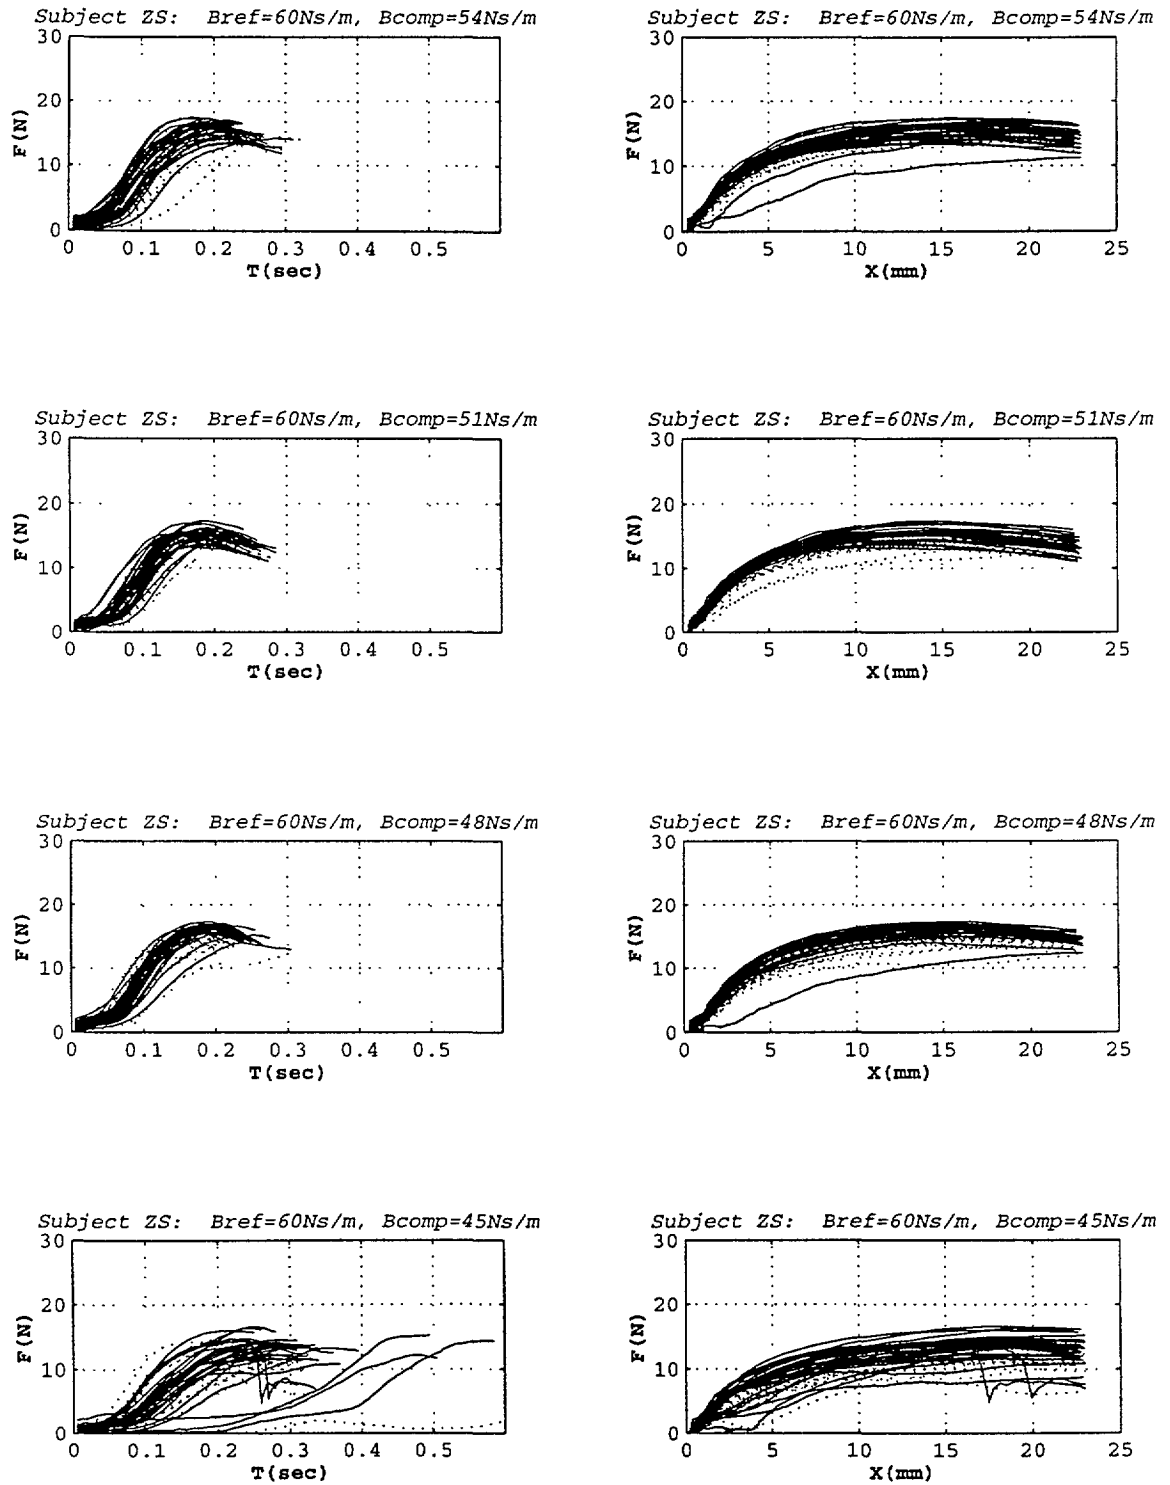 Subject ZS: Bref=60Ns/m, Bcomp=54Ns/m
30
20
10
0
F(N)
0 0.1 0.2 0.3 0.4 0.5
T(sec)
Subject ZS: Bref=60Ns/m, Bcomp=54Ns/m
30
20
10
0
F(N)
0 5 10 15 20 25
X(mm)
Subject ZS: Bref=60Ns/m, Bcomp=51Ns/m
30
20
10
0
F(N)
0 0.1 0.2 0.3 0.4 0.5
T(sec)
Subject ZS: Bref=60Ns/m, Bcomp=51Ns/m
30
20
10
0
F(N)
0 5 10 15 20 25
X(mm)
Subject ZS: Bref=60Ns/m, Bcomp=48Ns/m
30
20
10
0
F(N)
0 0.1 0.2 0.3 0.4 0.5
T(sec)
Subject ZS: Bref=60Ns/m, Bcomp=48Ns/m
30
20
10
0
F(N)
0 5 10 15 20 25
X(mm)
Subject ZS: Bref=60Ns/m, Bcomp=45Ns/m
30
20
10
0
F(N)
0 0.1 0.2 0.3 0.4 0.5
T(sec)
Subject ZS: Bref=60Ns/m, Bcomp=45Ns/m
30
20
10
0
F(N)
0 5 10 15 20 25
X(mm)